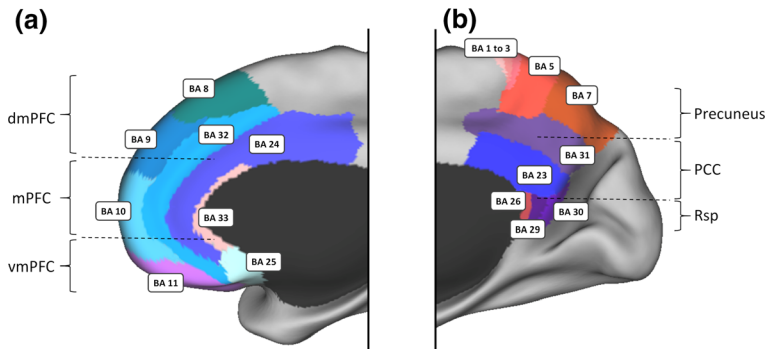 (a)
BA 8
dmPFC
BA 9
BA 32
BA 24
mPFC
BA 10
BA 33
vmPFC
BA 25
BA 11
(b)
BA 1 to 3
BA 5
BA 7
Precuneus
BA 31
PCC
BA 23
BA 26
BA 30
Rsp
BA 29